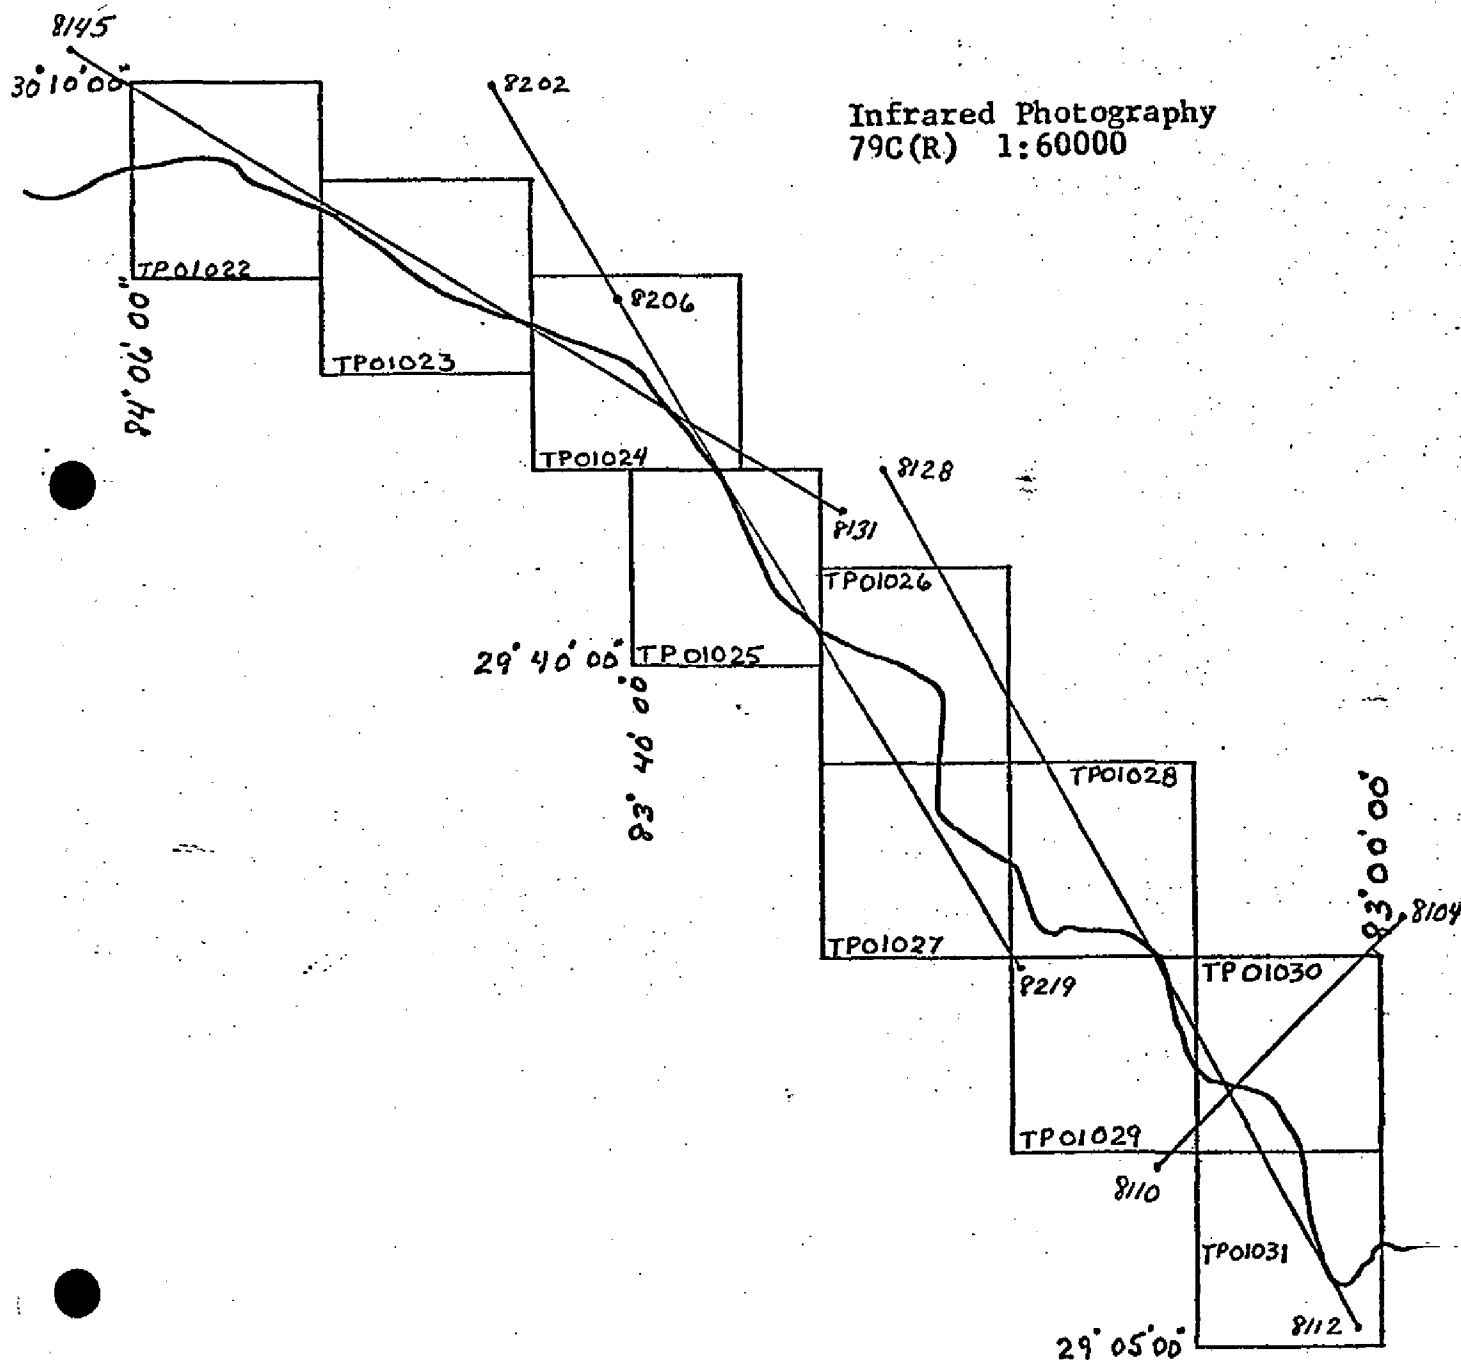 8145
30°10'00"
8202
Infrared Photography
79C(R) 1:60000
TP01022
8206
84° 06' 00"
TP01023
TP01024
8128
8131
TP01026
29° 40' 00"
TP01025
83° 40' 00"
TP01028
83° 00' 00"
8104
TP01027
TP01030
8219
TP01029
8110
TP01031
8112
29° 05' 00"